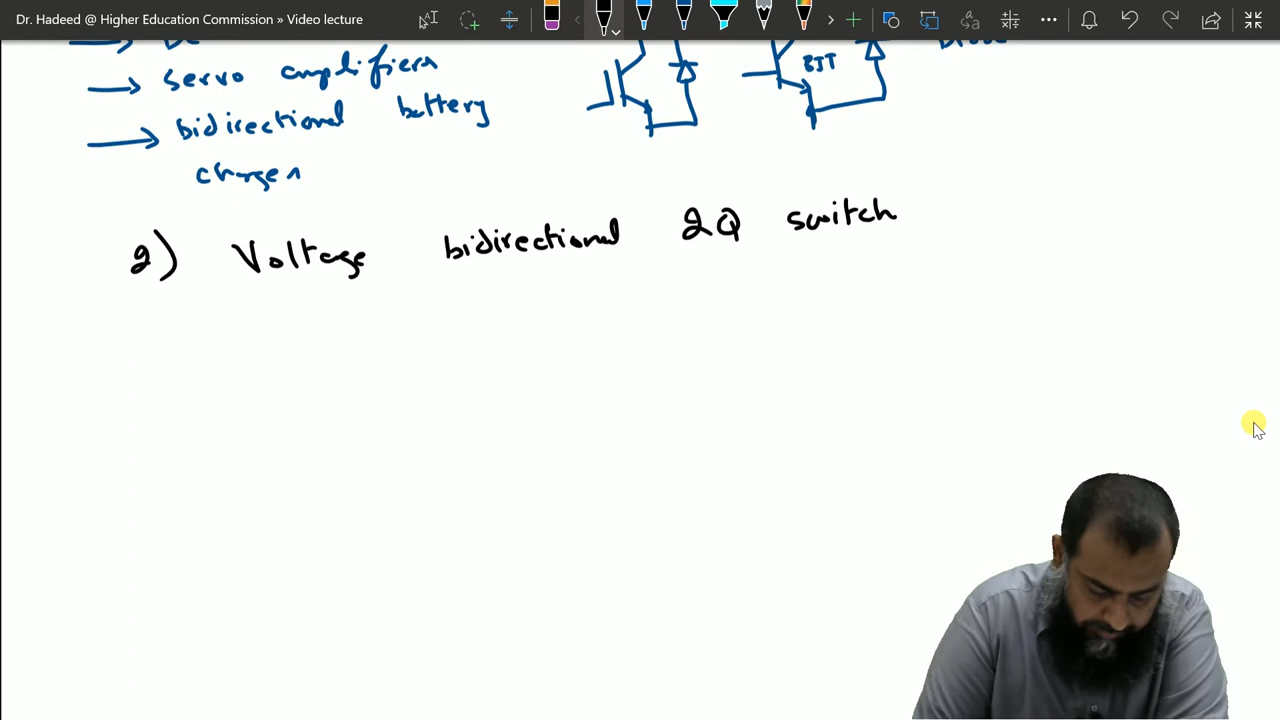 Dr. Hadeed @ Higher Education Commission » Video lecture
servo amplifiers
bidirectional battery
charger
BJT
2) Voltage bidirectional 2Q switch